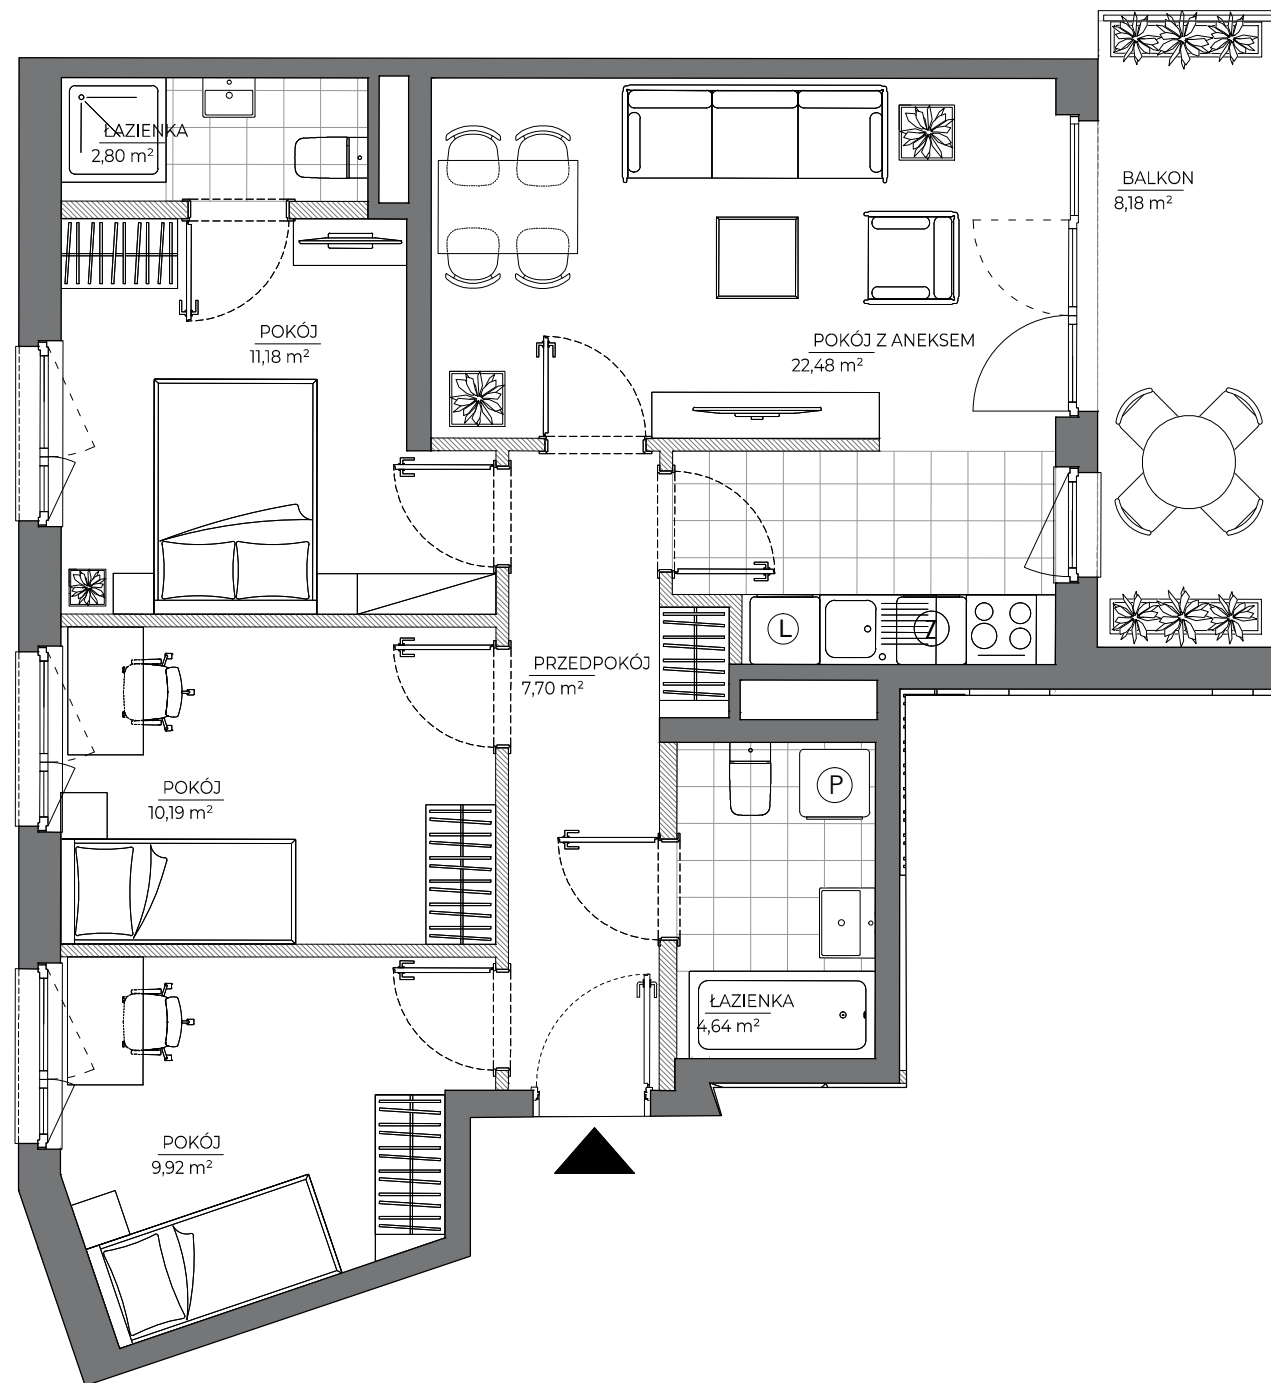 ŁAZIENKA
2,80 m²
BALKON
8,18 m²
POKÓJ
11,18 m²
POKÓJ Z ANEKSEM
22,48 m²
L
Z
PRZEDPOKÓJ
7,70 m²
POKÓJ
10,19 m²
P
ŁAZIENKA
4,64 m²
POKÓJ
9,92 m²